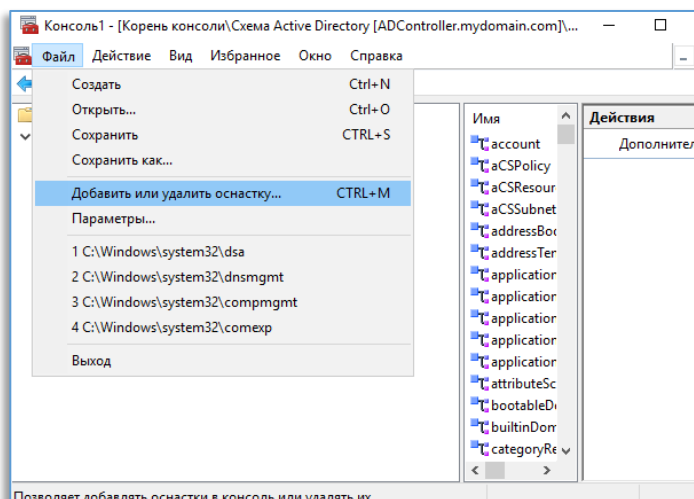 Консоль1 - [Корень консоли\Схема Active Directory [ADController.mydomain.com]\...
Файл Действие Вид Избранное Окно Справка
Создать Ctrl+N
Открыть... Ctrl+O
Сохранить CTRL+S
Сохранить как...
Добавить или удалить оснастку... CTRL+M
Параметры...
1 C:\Windows\system32\dsa
2 C:\Windows\system32\dnsmgmt
3 C:\Windows\system32\compmgmt
4 C:\Windows\system32\comexp
Выход
Имя
account
aCSPolicy
aCSResour
aCSSubnet
addressBoo
addressTer
application
application
application
application
application
attributeSc
bootableDe
builtinDom
categoryRe
Действия
Дополнител
Позволяет добавлять оснастки в консоль или удалять их.